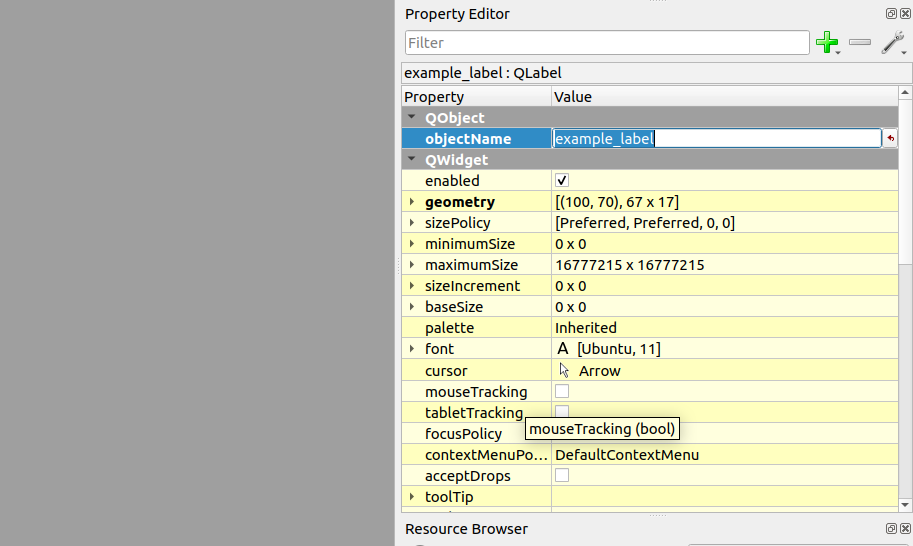 Property Editor
Filter
example_label : QLabel
Property Value
QObject
objectName example_label
QWidget
enabled
geometry [(100, 70), 67 x 17]
sizePolicy [Preferred, Preferred, 0, 0]
minimumSize 0 x 0
maximumSize 16777215 x 16777215
sizeIncrement 0 x 0
baseSize 0 x 0
palette Inherited
font A [Ubuntu, 11]
cursor Arrow
mouseTracking
tabletTracking
mouseTracking (bool)
focusPolicy
contextMenuPo... DefaultContextMenu
acceptDrops
toolTip
Resource Browser